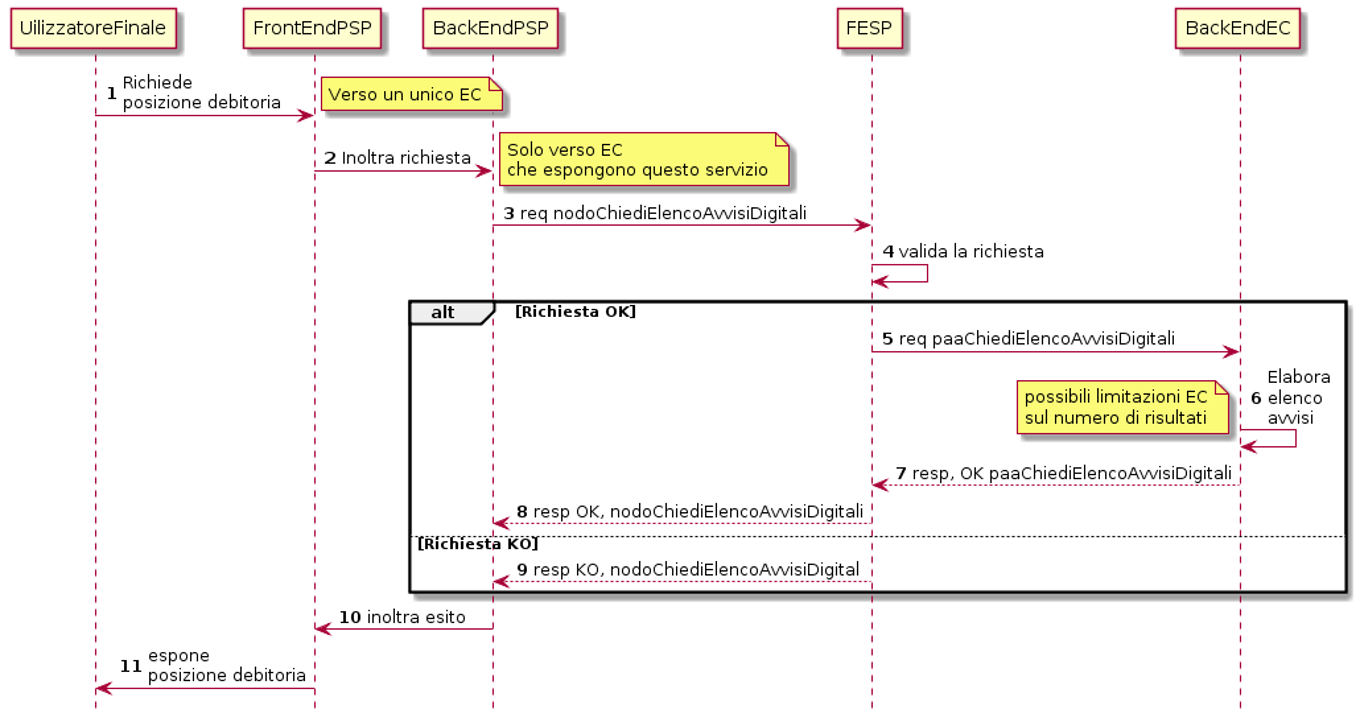 UilizzatoreFinale
FrontEndPSP
BackEndPSP
FESP
BackEndEC
1 Richiede
posizione debitoria
Verso un unico EC
2 Inoltra richiesta
Solo verso EC
che espongono questo servizio
3 req nodoChiediElencoAvvisiDigitali
4 valida la richiesta
alt
[Richiesta OK]
5 req paaChiediElencoAvvisiDigitali
possibili limitazioni EC
sul numero di risultati
Elabora
6 elenco
avvisi
7 resp, OK paaChiediElencoAvvisiDigitali
8 resp OK, nodoChiediElencoAvvisiDigitali
[Richiesta KO]
9 resp KO, nodoChiediElencoAvvisiDigital
10 inoltra esito
11 espone
posizione debitoria